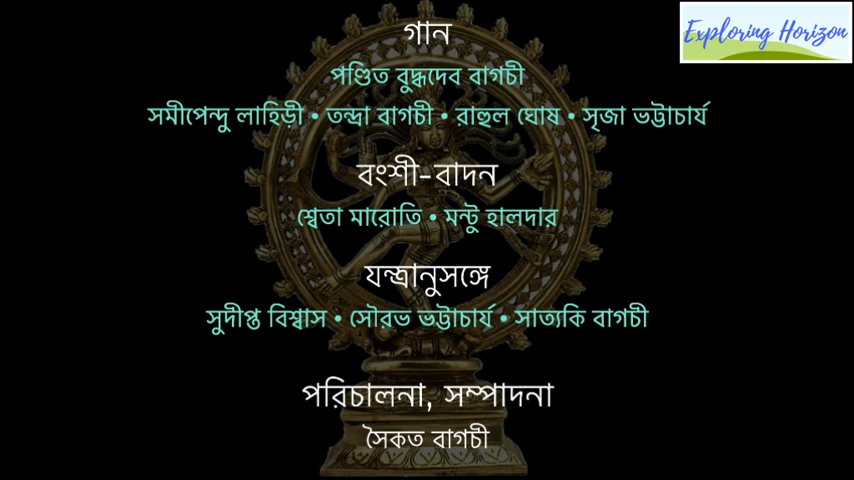 Exploring Horizon
গান
পণ্ডিত বুদ্ধদেব বাগচী
সমীপেন্দু লাহিড়ী • তন্দ্রা বাগচী • রাহুল ঘোষ • সৃজা ভট্টাচার্য
বংশী-বাদন
শ্বেতা মারোতি • মন্টু হালদার
যন্ত্রানুসঙ্গে
সুদীপ্ত বিশ্বাস • সৌরভ ভট্টাচার্য • সাত্যকি বাগচী
পরিচালনা, সম্পাদনা
সৈকত বাগচী